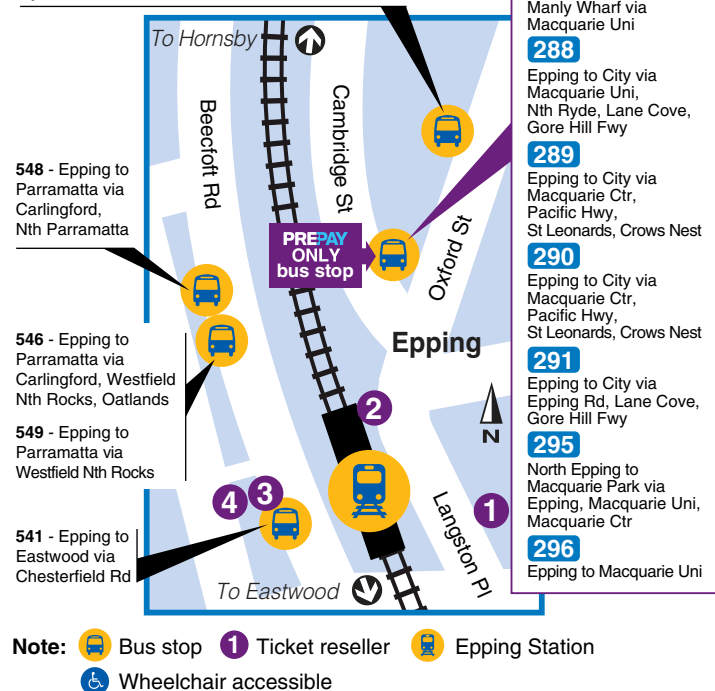 Manly Wharf via
Macquarie Uni
288
Epping to City via
Macquarie Uni,
Nth Ryde, Lane Cove,
Gore Hill Fwy
289
Epping to City via
Macquarie Ctr,
Pacific Hwy,
St Leonards, Crows Nest
290
Epping to City via
Macquarie Ctr,
Pacific Hwy,
St Leonards, Crows Nest
291
Epping to City via
Epping Rd, Lane Cove,
Gore Hill Fwy
295
North Epping to
Macquarie Park via
Epping, Macquarie Uni,
Macquarie Ctr
296
Epping to Macquarie Uni
To Hornsby
Beecfoft Rd
Cambridge St
Oxford St
PREPAY
ONLY
bus stop
Epping
N
548 - Epping to
Parramatta via
Carlingford,
Nth Parramatta
546 - Epping to
Parramatta via
Carlingford, Westfield
Nth Rocks, Oatlands
549 - Epping to
Parramatta via
Westfield Nth Rocks
541 - Epping to
Eastwood via
Chesterfield Rd
2
4
3
1
Langston Pl
To Eastwood
Note: Bus stop 1 Ticket reseller Epping Station
Wheelchair accessible